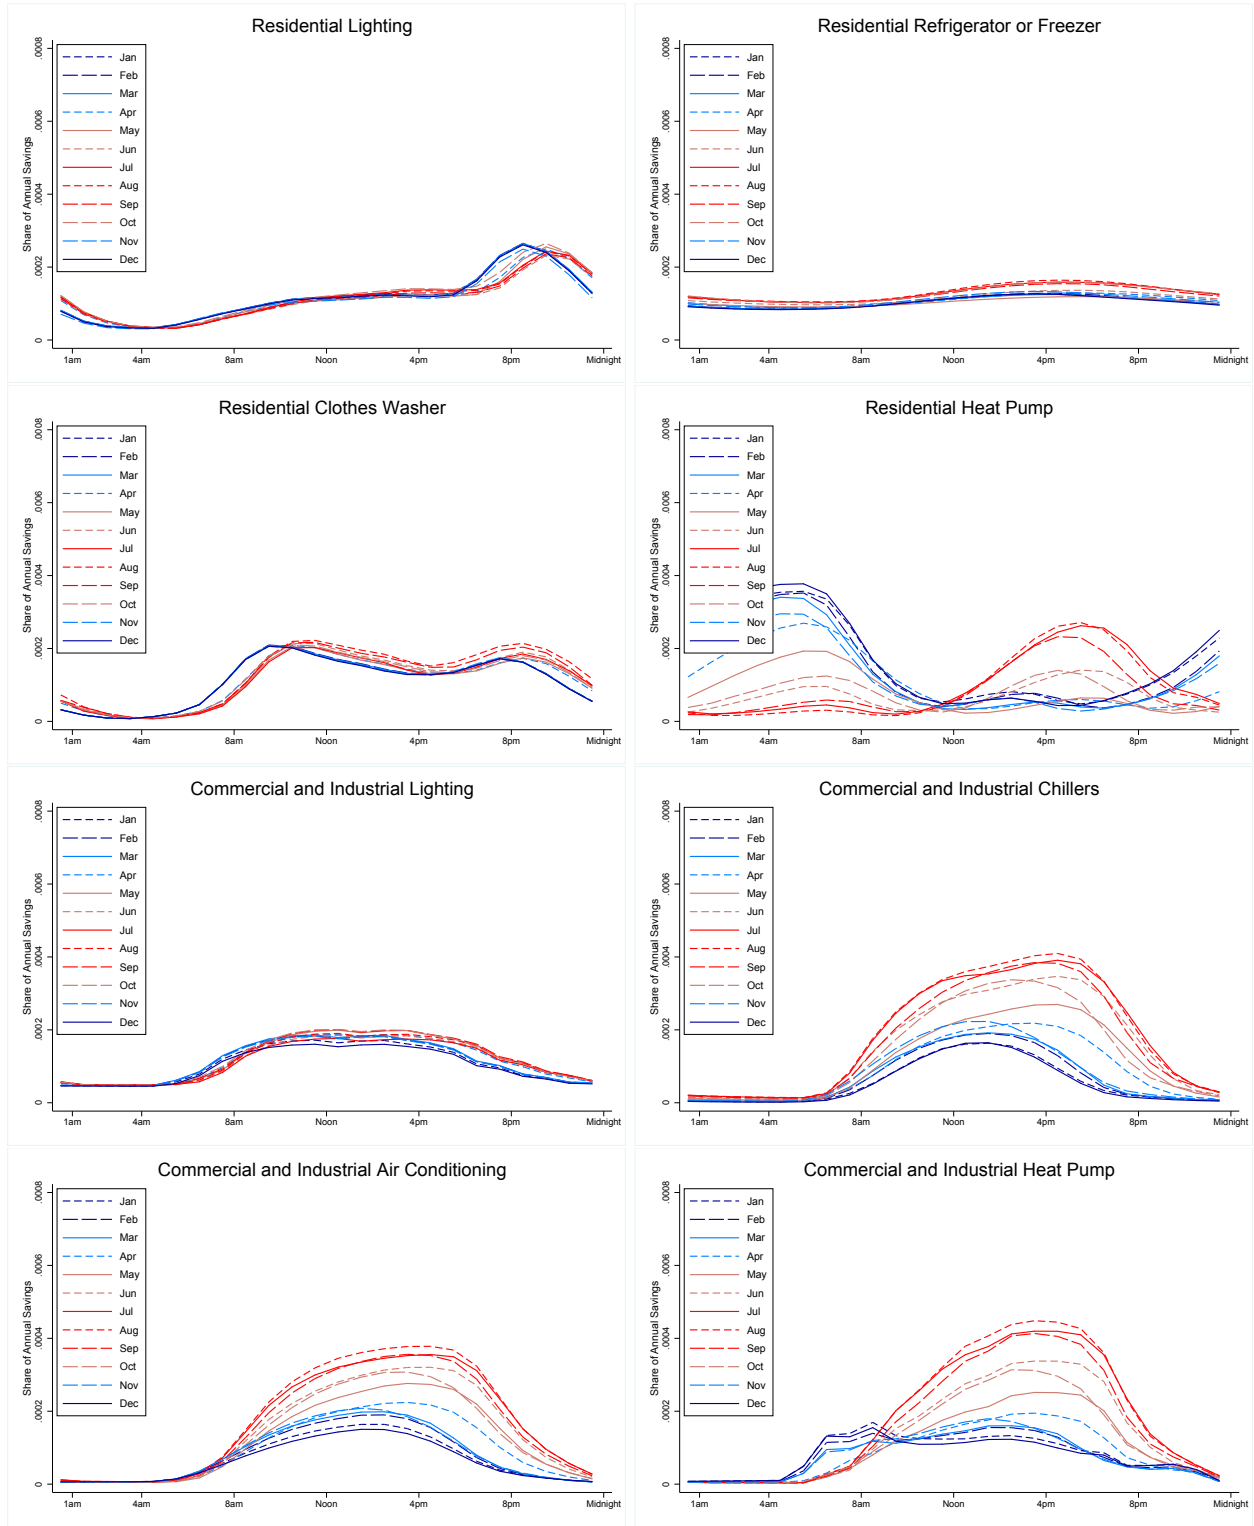 Residential Lighting
Share of Annual Savings
0 .0002 .0004 .0006 .0008
Jan
Feb
Mar
Apr
May
Jun
Jul
Aug
Sep
Oct
Nov
Dec
1am 4am 8am Noon 4pm 8pm Midnight
Residential Refrigerator or Freezer
Share of Annual Savings
0 .0002 .0004 .0006 .0008
Jan
Feb
Mar
Apr
May
Jun
Jul
Aug
Sep
Oct
Nov
Dec
1am 4am 8am Noon 4pm 8pm Midnight
Residential Clothes Washer
Share of Annual Savings
0 .0002 .0004 .0006 .0008
Jan
Feb
Mar
Apr
May
Jun
Jul
Aug
Sep
Oct
Nov
Dec
1am 4am 8am Noon 4pm 8pm Midnight
Residential Heat Pump
Share of Annual Savings
0 .0002 .0004 .0006 .0008
Jan
Feb
Mar
Apr
May
Jun
Jul
Aug
Sep
Oct
Nov
Dec
1am 4am 8am Noon 4pm 8pm Midnight
Commercial and Industrial Lighting
Share of Annual Savings
0 .0002 .0004 .0006 .0008
Jan
Feb
Mar
Apr
May
Jun
Jul
Aug
Sep
Oct
Nov
Dec
1am 4am 8am Noon 4pm 8pm Midnight
Commercial and Industrial Chillers
Share of Annual Savings
0 .0002 .0004 .0006 .0008
Jan
Feb
Mar
Apr
May
Jun
Jul
Aug
Sep
Oct
Nov
Dec
1am 4am 8am Noon 4pm 8pm Midnight
Commercial and Industrial Air Conditioning
Share of Annual Savings
0 .0002 .0004 .0006 .0008
Jan
Feb
Mar
Apr
May
Jun
Jul
Aug
Sep
Oct
Nov
Dec
1am 4am 8am Noon 4pm 8pm Midnight
Commercial and Industrial Heat Pump
Share of Annual Savings
0 .0002 .0004 .0006 .0008
Jan
Feb
Mar
Apr
May
Jun
Jul
Aug
Sep
Oct
Nov
Dec
1am 4am 8am Noon 4pm 8pm Midnight